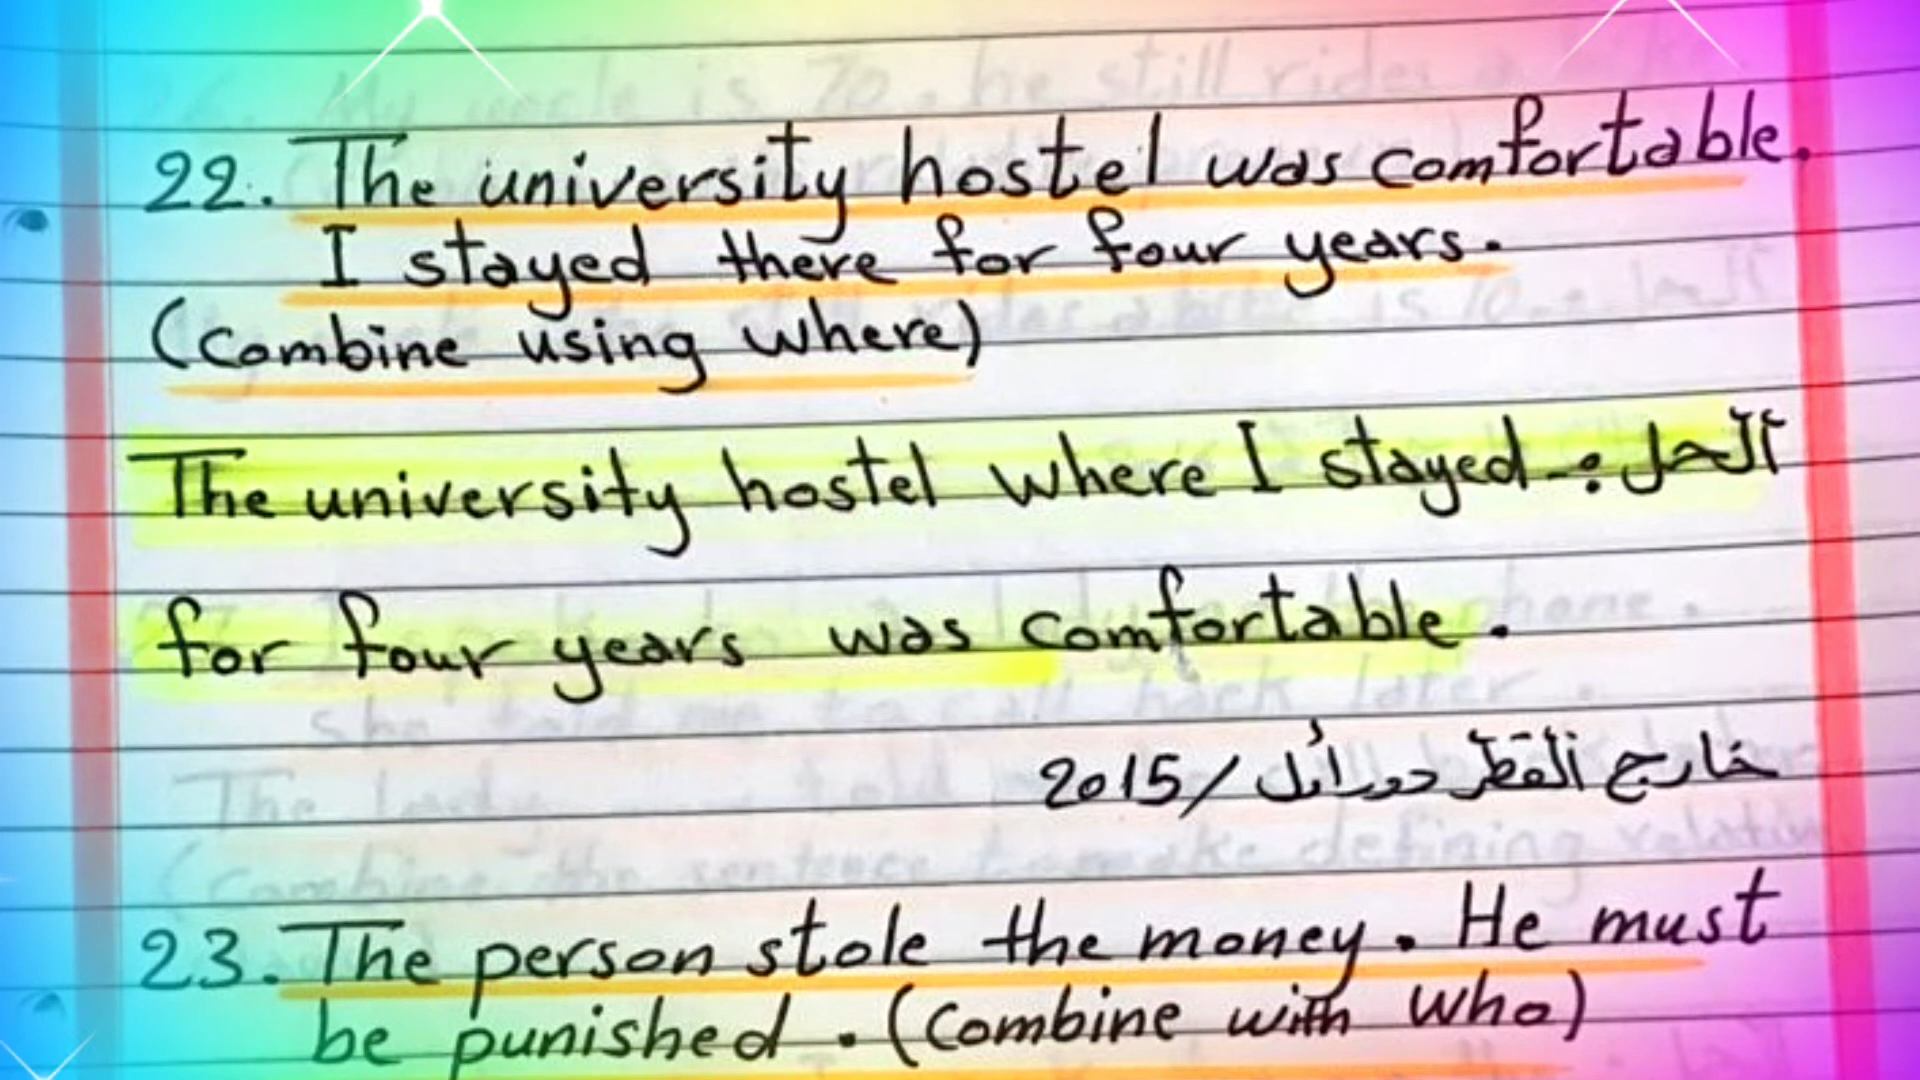 22. The university hostel was comfortable.
I stayed there for four years.
(Combine using where)
The university hostel where I stayed الحل:
for four years was comfortable.
خارج القطر دور اول / 2015
23. The person stole the money. He must
be punished. (Combine with who)